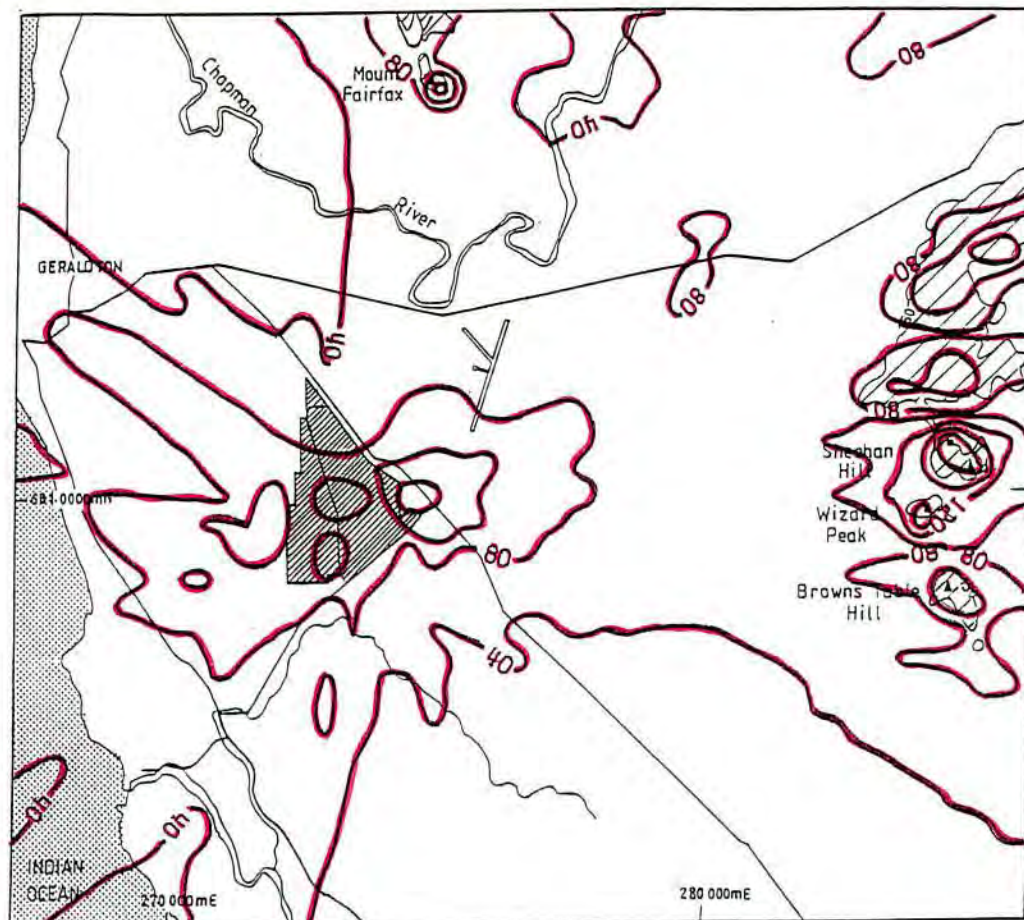 80
Mount
Fairfax
Chapman
River
40
80
GERALDTON
80
80
40
80
Sheehan
Hill
Wizard
Peak
120
80
80
80
Browns Table
Hill
40
40
40
INDIAN
OCEAN
270 000mE
280 000mE